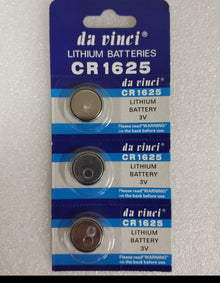 da vinci®
LITHIUM BATTERIES
CR1625
da vinci®
CR1625
LITHIUM
BATTERY
3V
Please read "WARNING"
on the back before use.
da vinci®
CR1625
LITHIUM
BATTERY
3V
Please read "WARNING"
on the back before use.
da vinci®
CR1625
LITHIUM
BATTERY
3V
Please read "WARNING"
on the back before use.